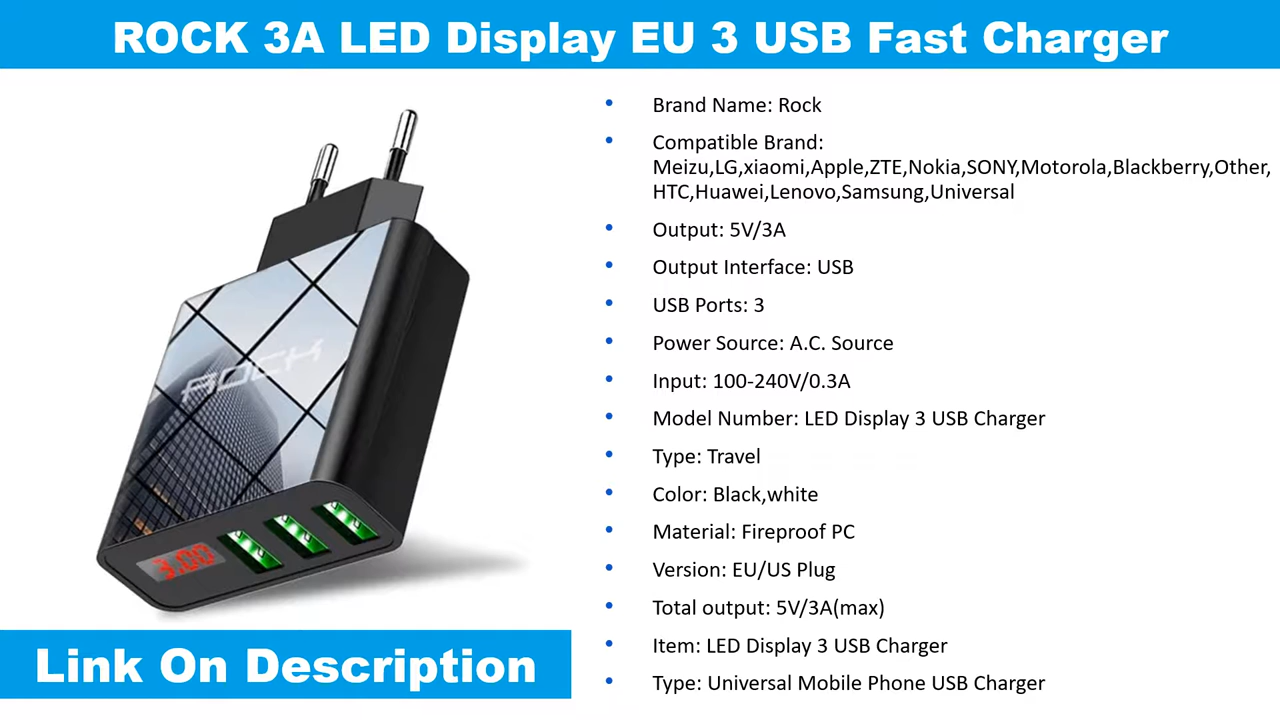 ROCK 3A LED Display EU 3 USB Fast Charger
• Brand Name: Rock
• Compatible Brand:
Meizu,LG,xiaomi,Apple,ZTE,Nokia,SONY,Motorola,Blackberry,Other,
HTC,Huawei,Lenovo,Samsung,Universal
• Output: 5V/3A
• Output Interface: USB
• USB Ports: 3
• Power Source: A.C. Source
• Input: 100-240V/0.3A
• Model Number: LED Display 3 USB Charger
• Type: Travel
• Color: Black,white
• Material: Fireproof PC
• Version: EU/US Plug
• Total output: 5V/3A(max)
• Item: LED Display 3 USB Charger
• Type: Universal Mobile Phone USB Charger
ROCK
3.00
Link On Description